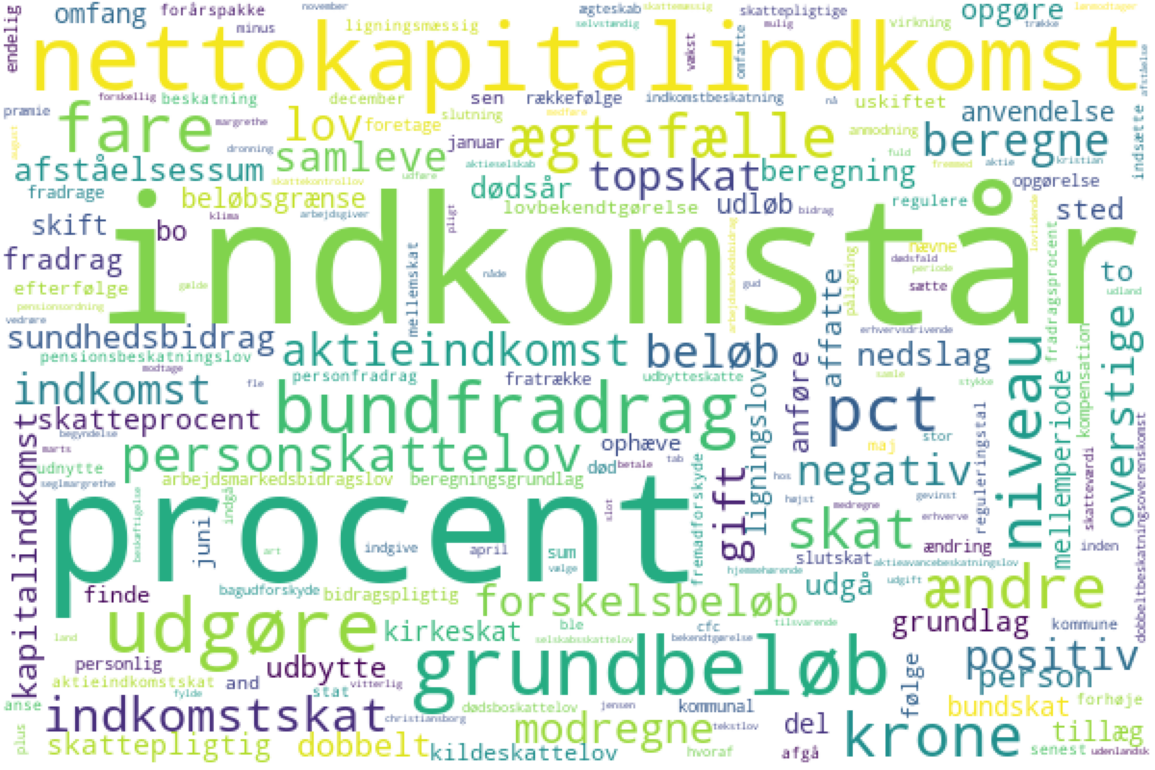 endelig omfang forårspakke november ægteskab skattemæssig skattepligtige opgøre lønmodtager
minus ligningsmæssig selvstændig mulig virkning trække
nettokapitalindkomst
vækst omfatte afståelse
præmie forskellig beskatning december sen rækkefølge indkomstbeskatning nå uskiftet anvendelse indsætte
fare margrethe lov foretage slutning medføre ægtefælle anmodning beregne
august dronning januar fuld
afståelsessum samleve aktieselskab topskat beregning fremmed aktie kristian
fradrage skattekontrollov udføre dødsår opgørelse
beløbsgrænse lovbekendtgørelse udløb bidrag regulere sted
skift klima arbejdsgiver pligt lovtidende
bo
indkomstår
fradrag mellemskat nåde gud arbejdsmarkedsbidrag påligning nævne dødsfald periode to
efterfølge gælde sætte fradragsprocent udland
pensionsordning
vedrøre affatte erhvervsdrivende
sundhedsbidrag aktieindkomst beløb nedslag niveau overstige
pensionsbeskatningslov
modtage personfradrag fratrække udbytteskatte anføre samle kompensation
indkomst fle stykke
skatteprocent bundfradrag ligningslov pct mellemperiode
begyndelse ophæve stor
kapitalindkomst marts personskattelov død betale tab maj reguleringstal
udnytte negativ
seglmargrethe arbejdsmarkedsbidragslov beregningsgrundlag hos gevinst skatteværdi
beskæftigelse indgå slot fremadforskyde gift højst medregne dobbeltbeskatningsoverenskomst
procent skat erhverve
juni art indgive april sum slutskat ændring inden
vælge hjemmehørende aktieavancebeskatningslov
finde bagudforskyde bidragspligtig forskelsbeløb udgå udgift ændre
udgøre kirkeskat ble cfc tilsvarende grundlag kommune
land selskabsskattelov bekendtgørelse
personlig udbytte grundbeløb følge positiv
aktieindkomstskat and vitterlig person
anse fylde stat dødsboskattelov jensen kommunal bundskat forhøje
indkomstskat christiansborg modregne tekstlov del krone tillæg
plus skattepligtig dobbelt kildeskattelov hvoraf afgå senest udenlandsk